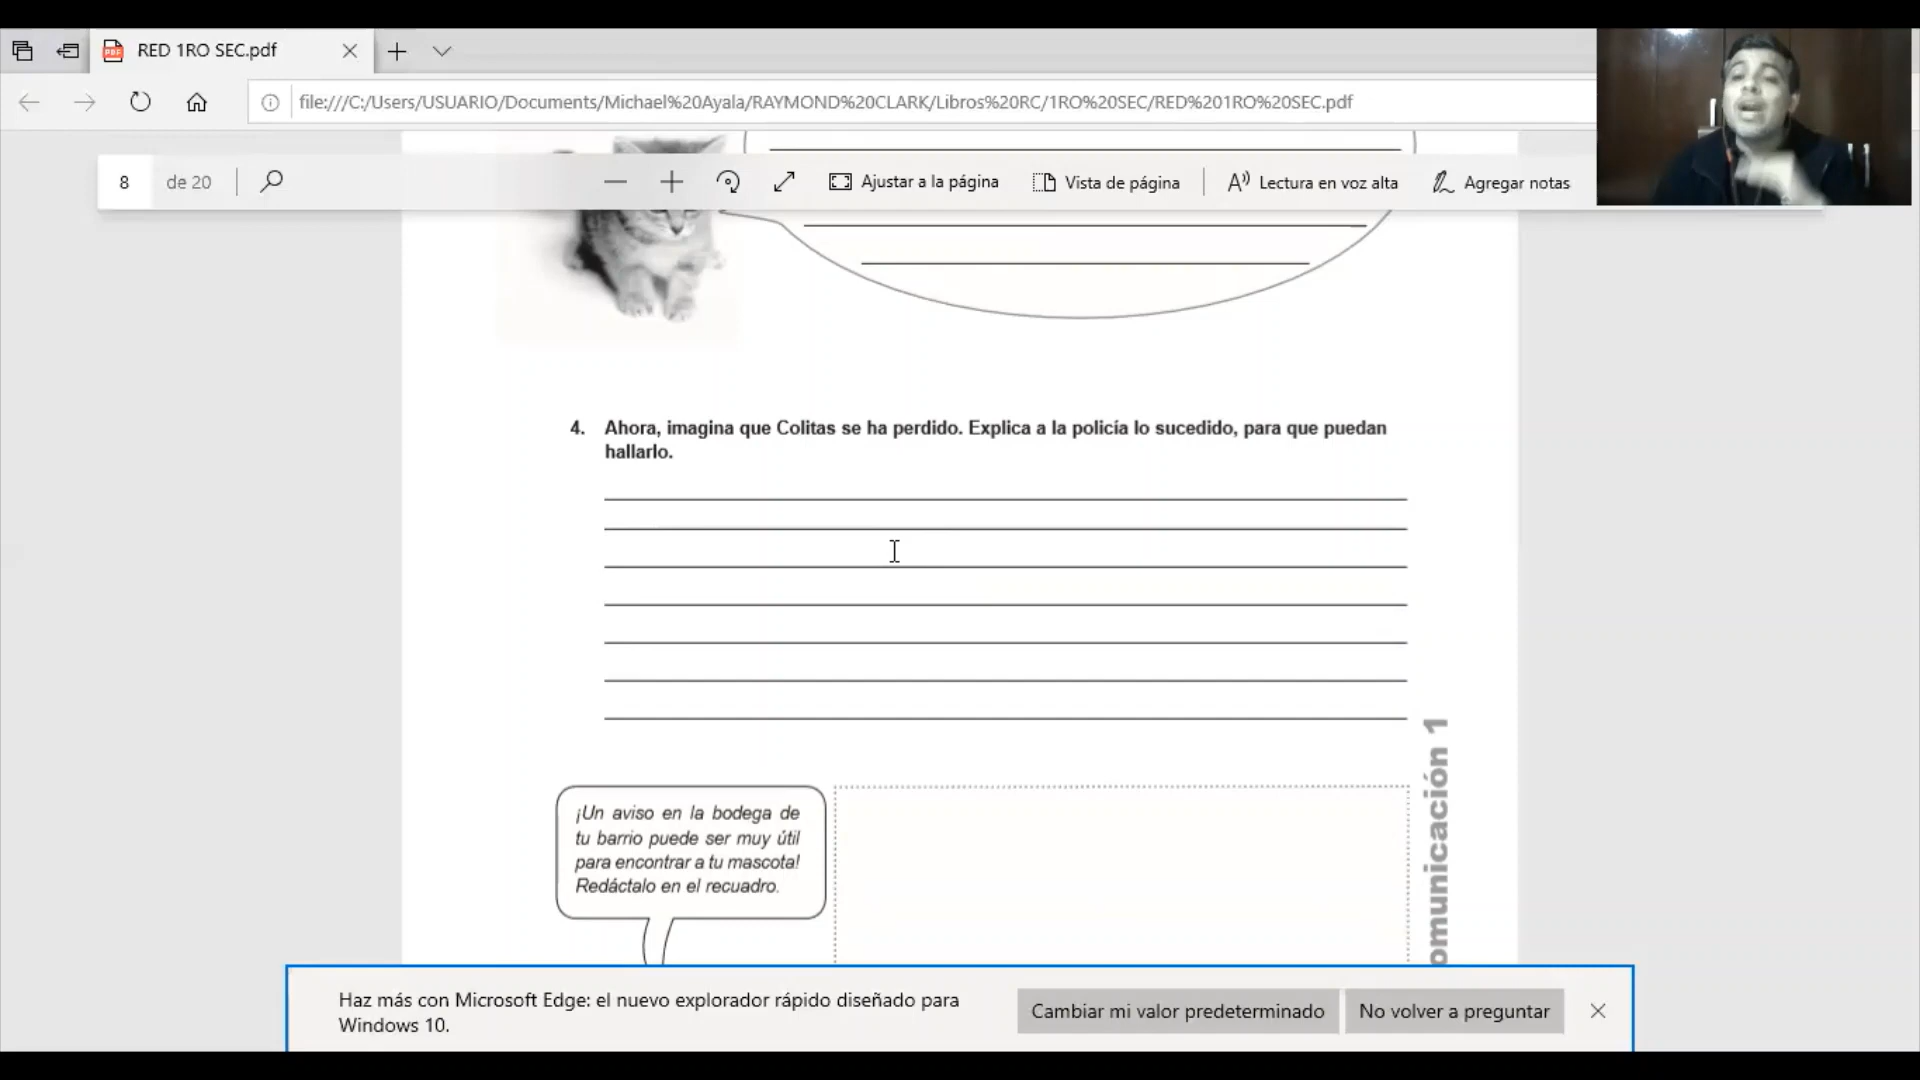 RED 1RO SEC.pdf
file:///C:/Users/USUARIO/Documents/Michael%20Ayala/RAYMOND%20CLARK/Libros%20RC/1RO%20SEC/RED%201RO%20SEC.pdf
8 de 20
Ajustar a la página
Vista de página
Lectura en voz alta
Agregar notas
4. Ahora, imagina que Colitas se ha perdido. Explica a la policía lo sucedido, para que puedan
hallarlo.
¡Un aviso en la bodega de
tu barrio puede ser muy útil
para encontrar a tu mascota!
Redáctalo en el recuadro.
omunicación 1
Haz más con Microsoft Edge: el nuevo explorador rápido diseñado para
Windows 10.
Cambiar mi valor predeterminado
No volver a preguntar